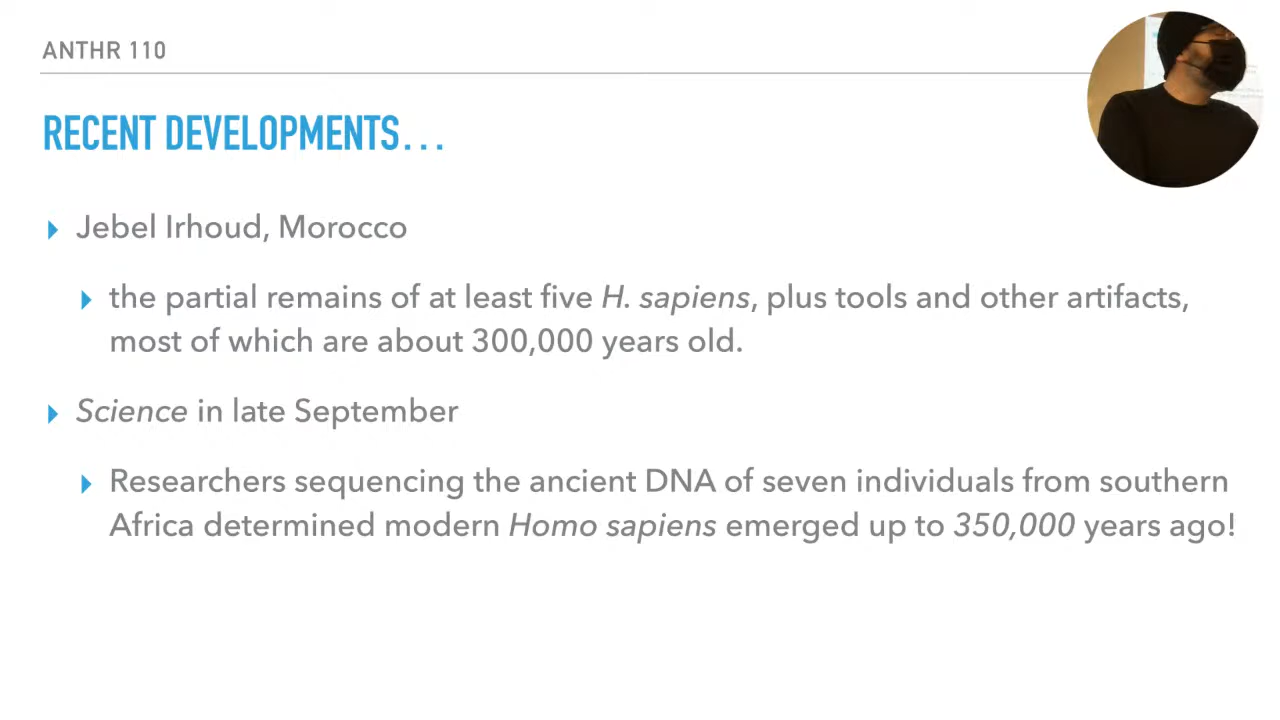 ANTHR 110
RECENT DEVELOPMENTS...
Jebel Irhoud, Morocco
the partial remains of at least five H. sapiens, plus tools and other artifacts,
most of which are about 300,000 years old.
Science in late September
Researchers sequencing the ancient DNA of seven individuals from southern
Africa determined modern Homo sapiens emerged up to 350,000 years ago!